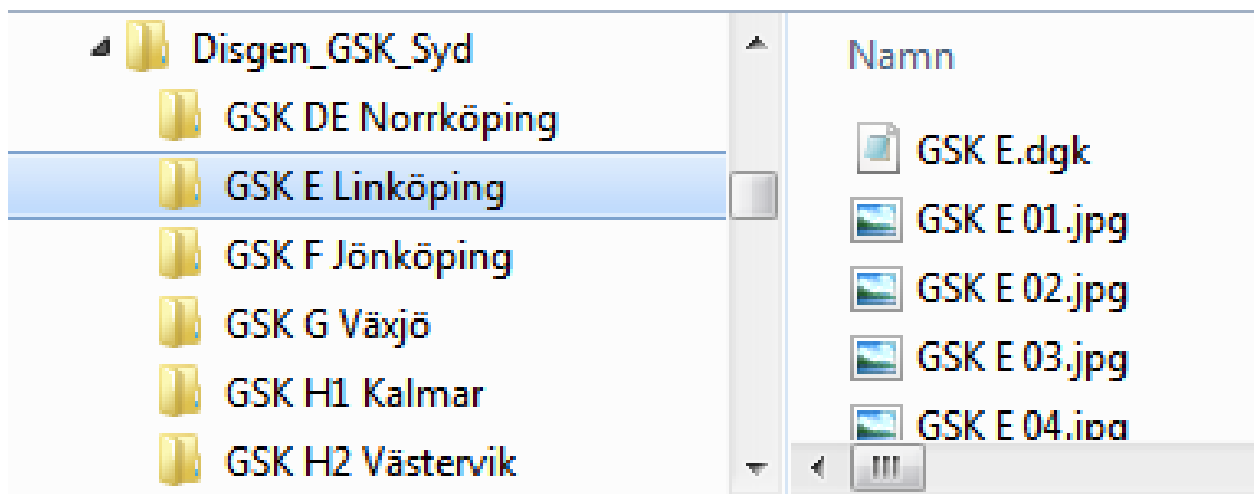 Disgen_GSK_Syd
GSK DE Norrköping
GSK E Linköping
GSK F Jönköping
GSK G Växjö
GSK H1 Kalmar
GSK H2 Västervik
Namn
GSK E.dgk
GSK E 01.jpg
GSK E 02.jpg
GSK E 03.jpg
GSK E 04.jpg